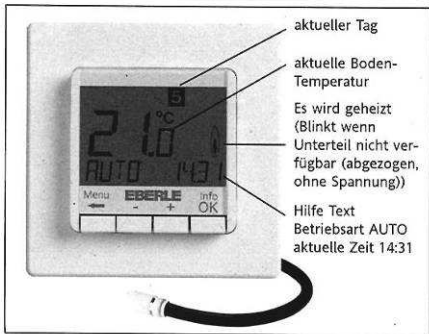 aktueller Tag
aktuelle Boden-
Temperatur
Es wird geheizt
(Blinkt wenn
Unterteil nicht ver-
fügbar (abgezogen,
ohne Spannung))
Hilfe Text
Betriebsart AUTO
aktuelle Zeit 14:31
5
21.0 °C
AUTO 14:31
Menu EBERLE Info
← - + OK